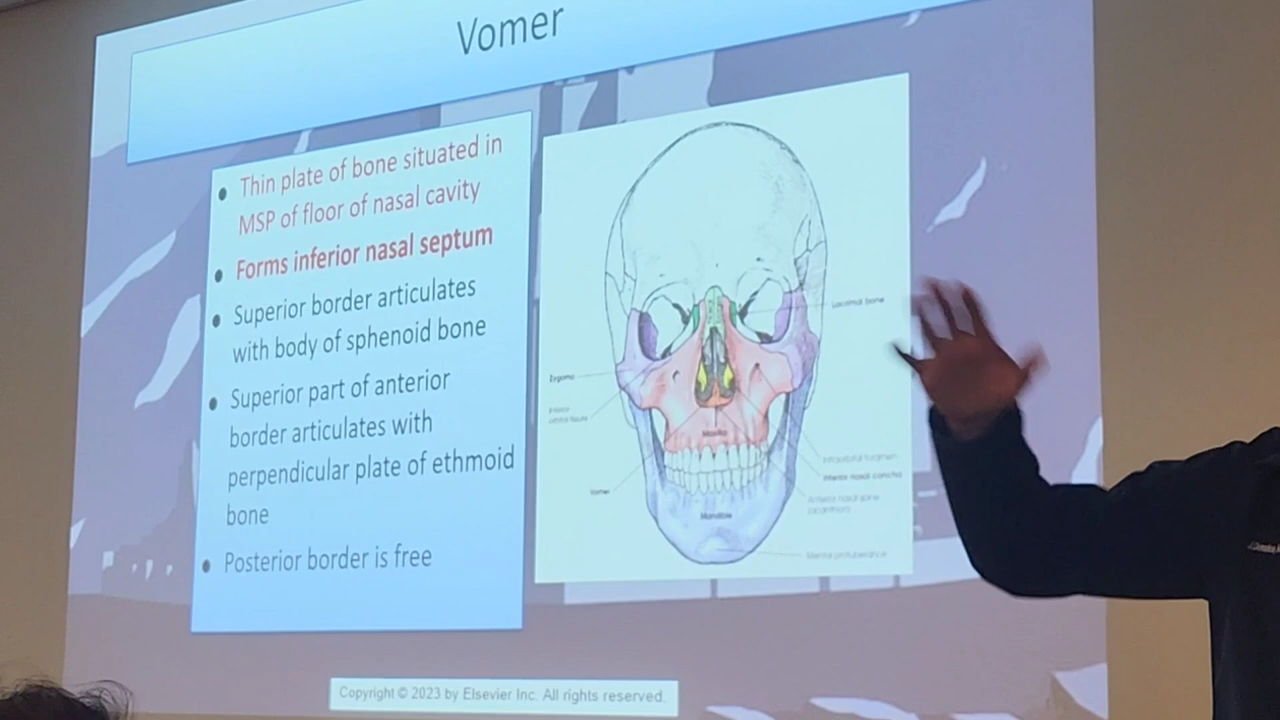 Vomer
Thin plate of bone situated in
MSP of floor of nasal cavity
Forms inferior nasal septum
Superior border articulates
with body of sphenoid bone
Superior part of anterior
border articulates with
perpendicular plate of ethmoid
bone
Posterior border is free
Lacrimal bone
Zygoma
Inferior
orbital fissure
Maxilla
Infraorbital foramen
Inferior nasal concha
Vomer
Anterior nasal spine
(acanthion)
Mandible
Mental protuberance
Copyright © 2023 by Elsevier Inc. All rights reserved.